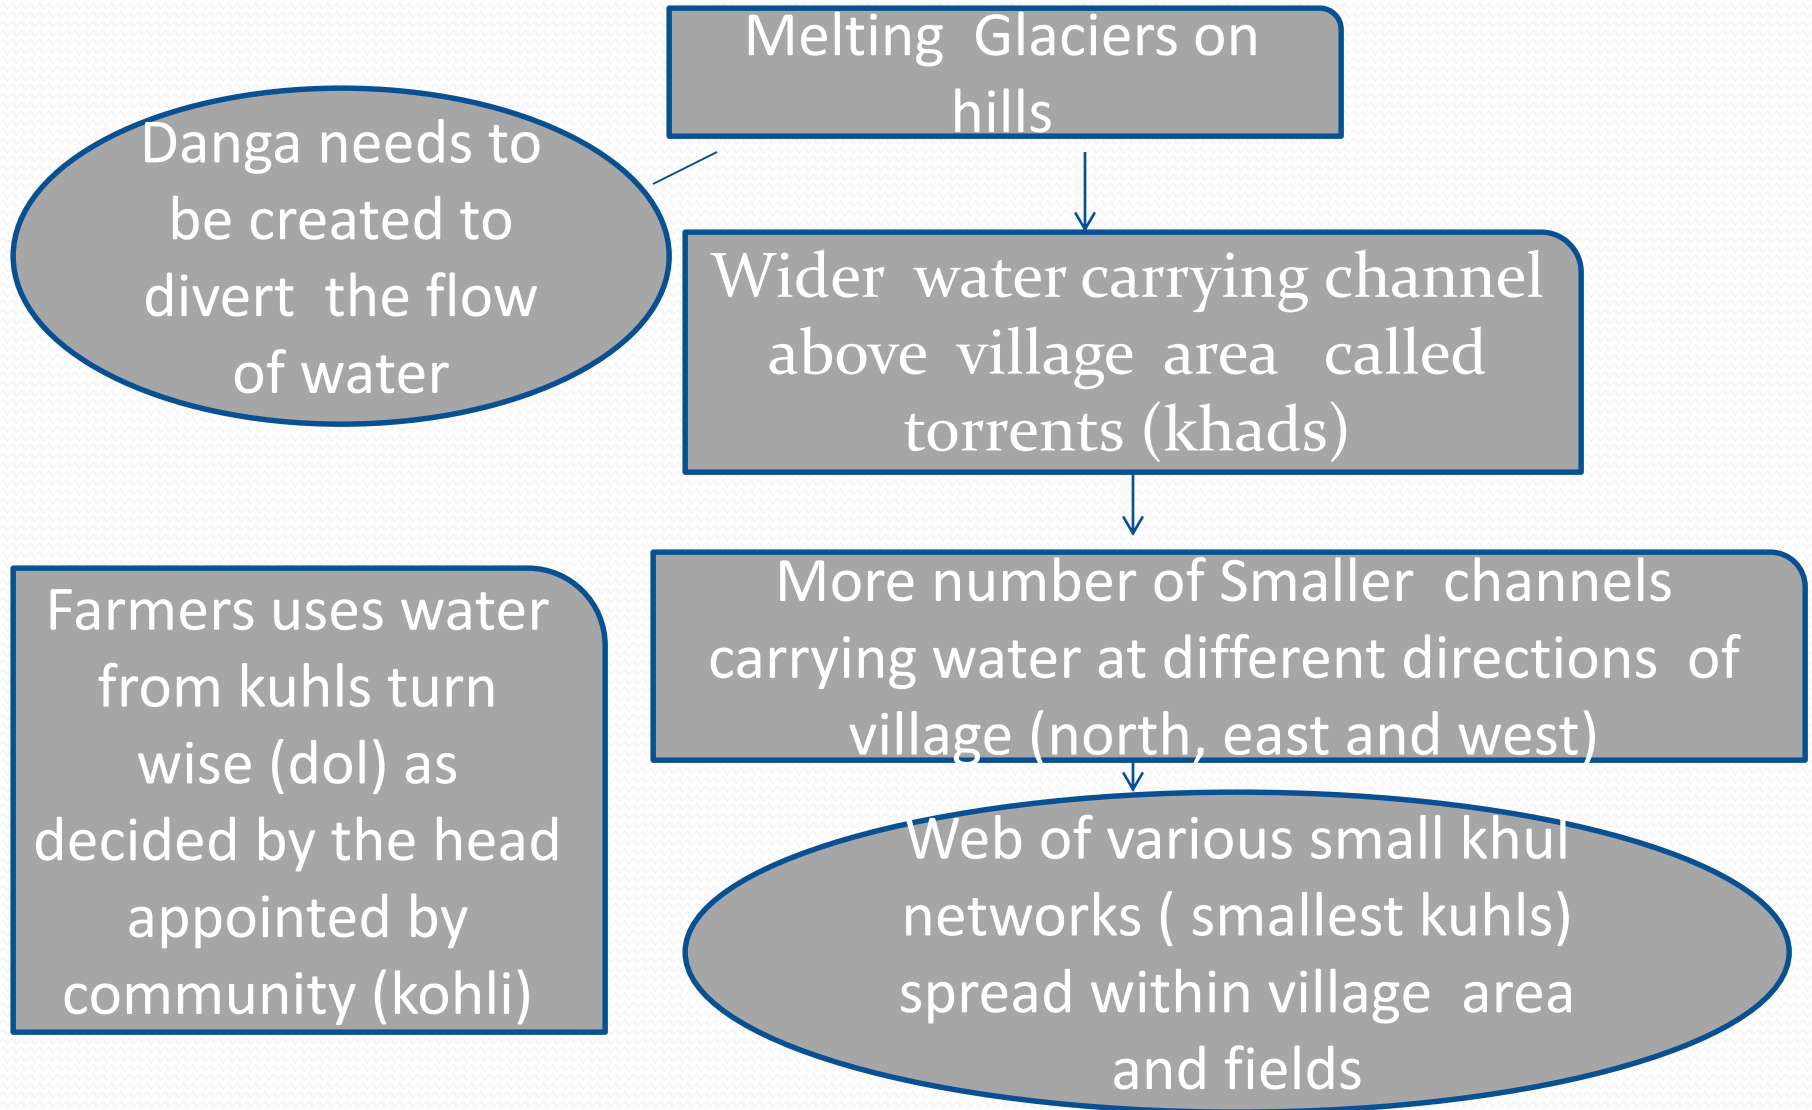 Melting  Glaciers on
hills
Danga needs to
be created to
divert  the flow
of water
Wider  water carrying channel
above  village  area   called
torrents (khads)
More number of Smaller  channels
carrying water at different directions  of
village (north, east and west)
Farmers uses water
from kuhls turn
wise (dol) as
decided by the head
appointed by
community (kohli)
Web of various small khul
networks ( smallest kuhls)
spread within village  area
and fields